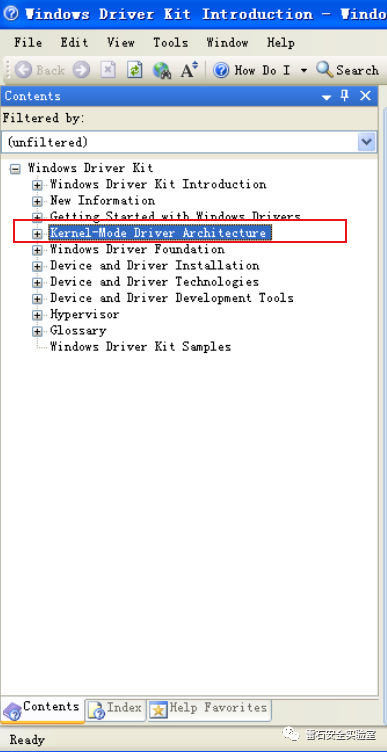 Windows Driver Kit Introduction - Windo
File Edit View Tools Window Help
Back How Do I Search
Contents
Filtered by:
(unfiltered)
Windows Driver Kit
Windows Driver Kit Introduction
New Information
Getting Started with Windows Drivers
Kernel-Mode Driver Architecture
Windows Driver Foundation
Device and Driver Installation
Device and Driver Technologies
Device and Driver Development Tools
Hypervisor
Glossary
Windows Driver Kit Samples
Contents Index Help Favorites
雷石安全实验室
Ready